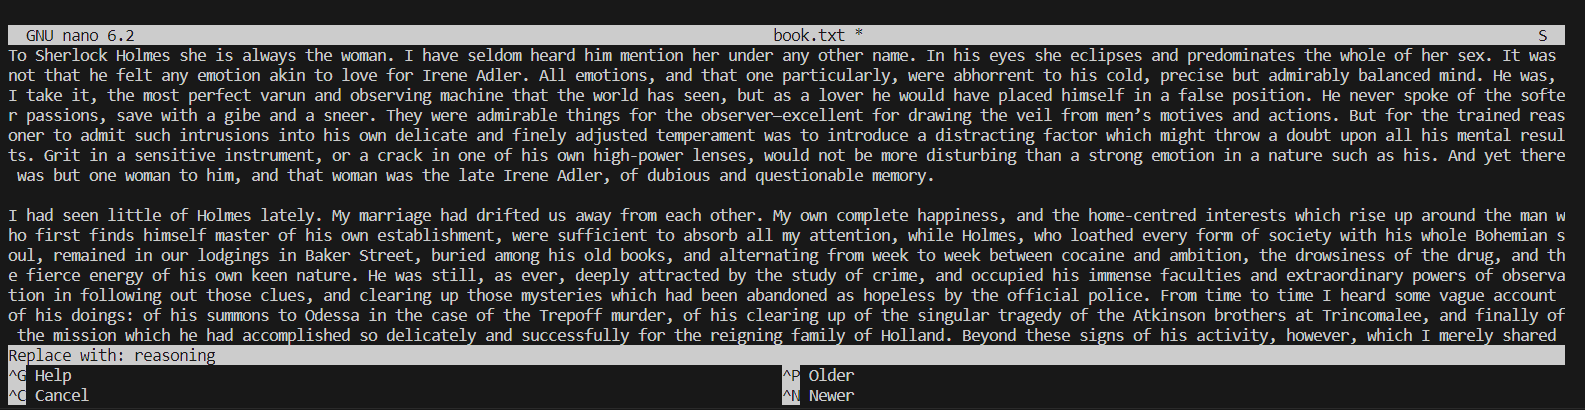 GNU nano 6.2 book.txt * S
To Sherlock Holmes she is always the woman. I have seldom heard him mention her under any other name. In his eyes she eclipses and predominates the whole of her sex. It was
not that he felt any emotion akin to love for Irene Adler. All emotions, and that one particularly, were abhorrent to his cold, precise but admirably balanced mind. He was,
I take it, the most perfect varun and observing machine that the world has seen, but as a lover he would have placed himself in a false position. He never spoke of the softe
r passions, save with a gibe and a sneer. They were admirable things for the observer—excellent for drawing the veil from men’s motives and actions. But for the trained reas
oner to admit such intrusions into his own delicate and finely adjusted temperament was to introduce a distracting factor which might throw a doubt upon all his mental resul
ts. Grit in a sensitive instrument, or a crack in one of his own high-power lenses, would not be more disturbing than a strong emotion in a nature such as his. And yet there
was but one woman to him, and that woman was the late Irene Adler, of dubious and questionable memory.
I had seen little of Holmes lately. My marriage had drifted us away from each other. My own complete happiness, and the home-centred interests which rise up around the man w
ho first finds himself master of his own establishment, were sufficient to absorb all my attention, while Holmes, who loathed every form of society with his whole Bohemian s
oul, remained in our lodgings in Baker Street, buried among his old books, and alternating from week to week between cocaine and ambition, the drowsiness of the drug, and th
e fierce energy of his own keen nature. He was still, as ever, deeply attracted by the study of crime, and occupied his immense faculties and extraordinary powers of observa
tion in following out those clues, and clearing up those mysteries which had been abandoned as hopeless by the official police. From time to time I heard some vague account
of his doings: of his summons to Odessa in the case of the Trepoff murder, of his clearing up of the singular tragedy of the Atkinson brothers at Trincomalee, and finally of
the mission which he had accomplished so delicately and successfully for the reigning family of Holland. Beyond these signs of his activity, however, which I merely shared
Replace with: reasoning
^G Help ^P Older
^C Cancel ^N Newer